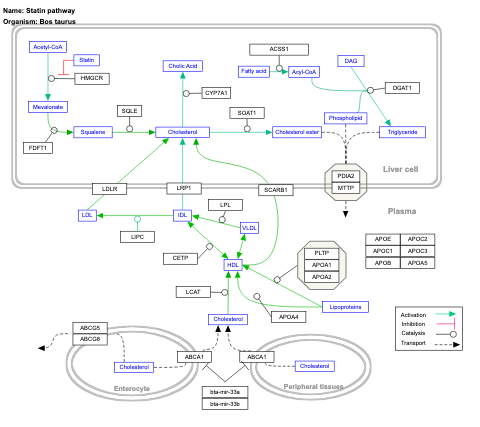 Name: Statin pathway
Organism: Bos taurus
Acetyl-CoA
Statin
HMGCR
Mevalonate
FDFT1
Squalene
SQLE
Cholesterol
Cholic Acid
CYP7A1
ACSS1
Fatty acid
Acyl-CoA
DAG
DGAT1
SOAT1
Cholesterol ester
Phospholipid
Triglyceride
PDIA2
MTTP
Liver cell
LDLR
LRP1
SCARB1
Plasma
LDL
IDL
LPL
VLDL
LIPC
CETP
HDL
PLTP
APOA1
APOA2
APOE
APOC2
APOC1
APOC3
APOB
APOA5
LCAT
APOA4
Lipoproteins
Cholesterol
ABCG5
ABCG8
Cholesterol
Enterocyte
ABCA1
ABCA1
Cholesterol
Peripheral tissues
bta-mir-33a
bta-mir-33b
Activation
Inhibition
Catalysis
Transport